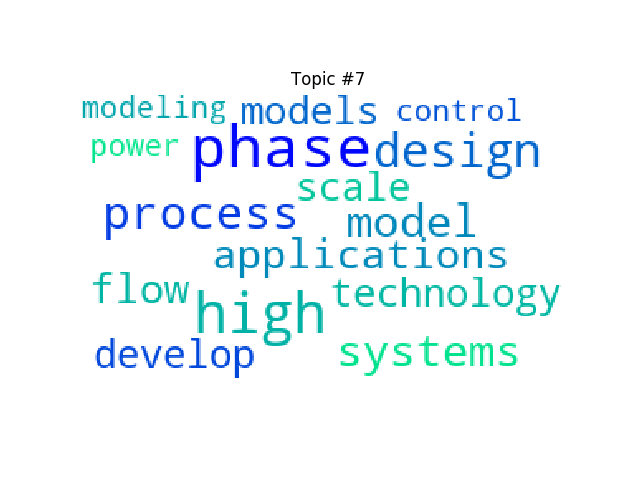 Topic #7
modeling models control
power phase design
scale
process model
applications
flow high technology
develop systems